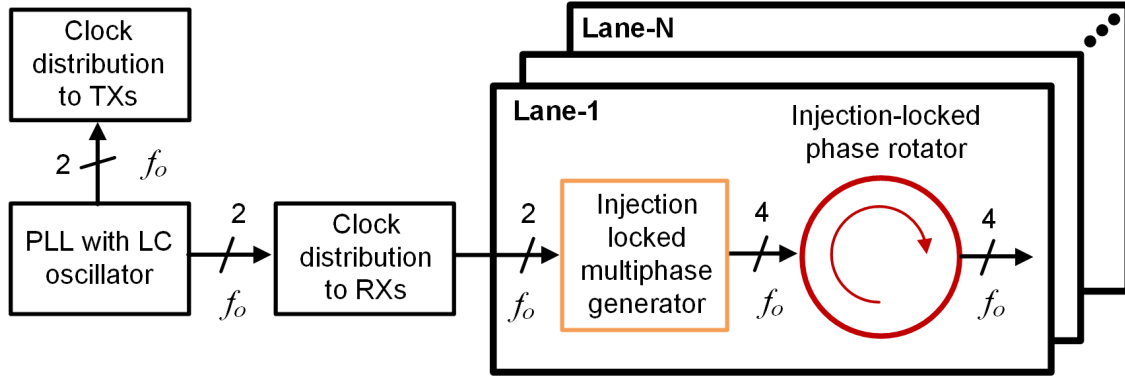 Clock
distribution
to TXs
2
fo
PLL with LC
oscillator
2
fo
Clock
distribution
to RXs
Lane-N
Lane-1
2
fo
Injection
locked
multiphase
generator
4
fo
Injection-locked
phase rotator
4
fo